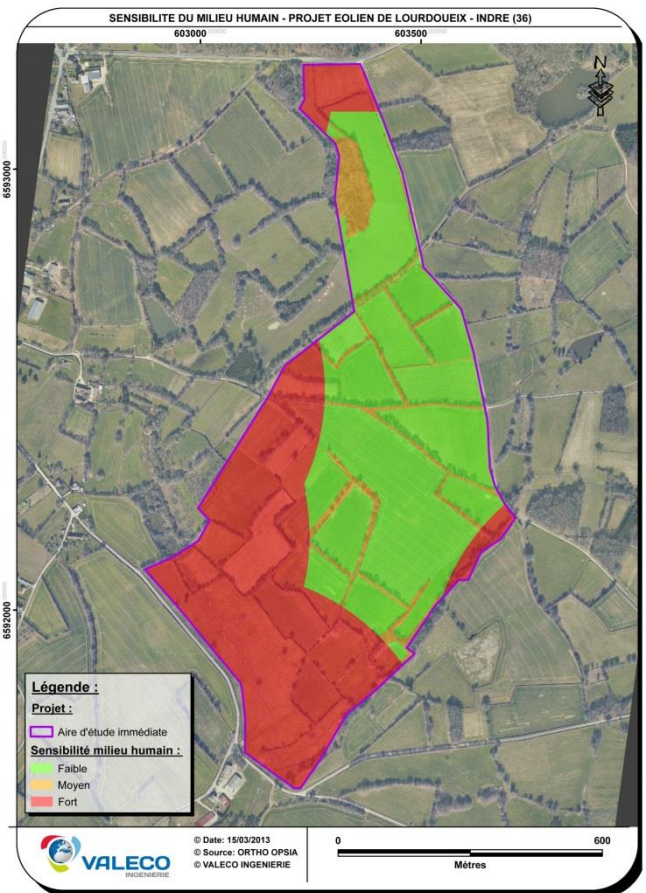 SENSIBILITE DU MILIEU HUMAIN - PROJET EOLIEN DE LOURDOUEIX - INDRE (36)
603000
603500
N
6593000
6592000
Légende :
Projet :
Aire d'étude immédiate
Sensibilité milieu humain :
Faible
Moyen
Fort
VALECO
INGENIERIE
© Date: 15/03/2013
© Source: ORTHO OPSIA
© VALECO INGENIERIE
0 600
Mètres